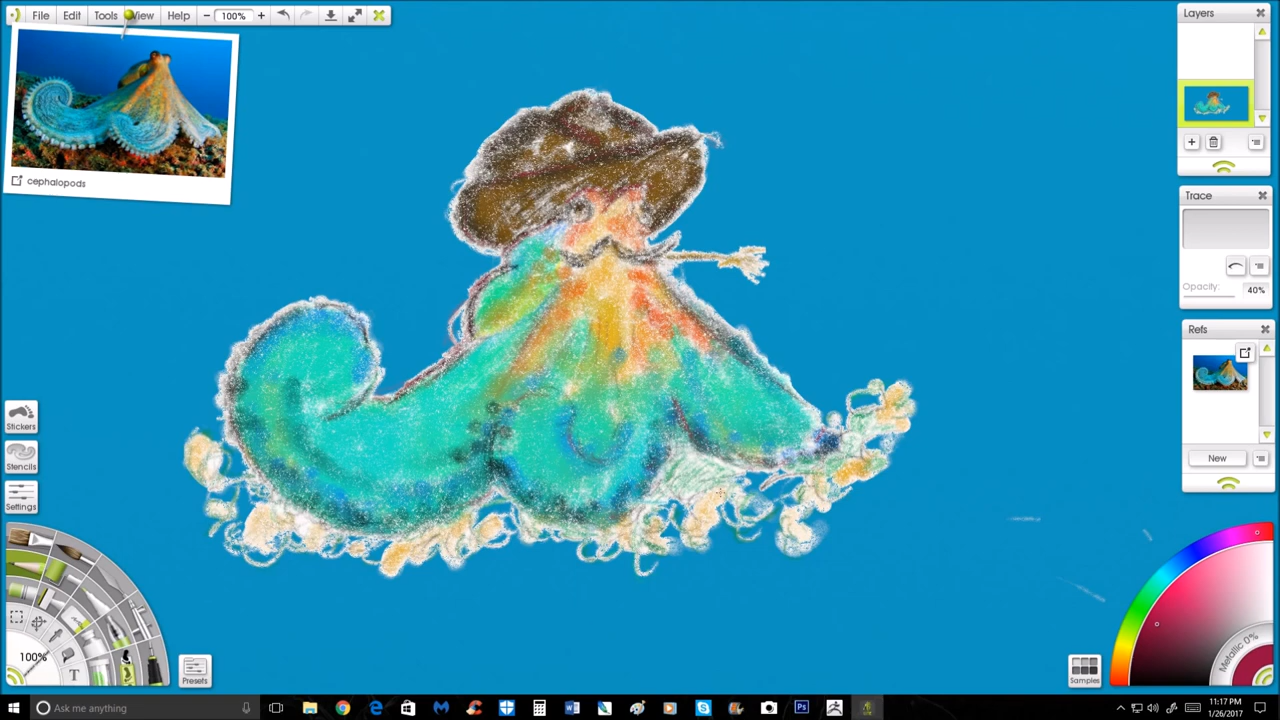 File Edit Tools View Help − 100% +
cephalopods
Layers
Trace
Opacity: 40%
Refs
New
Stickers
Stencils
Settings
100%
T
Presets
Metallic 0%
Samples
Ask me anything
Ps
11:17 PM
1/26/2017